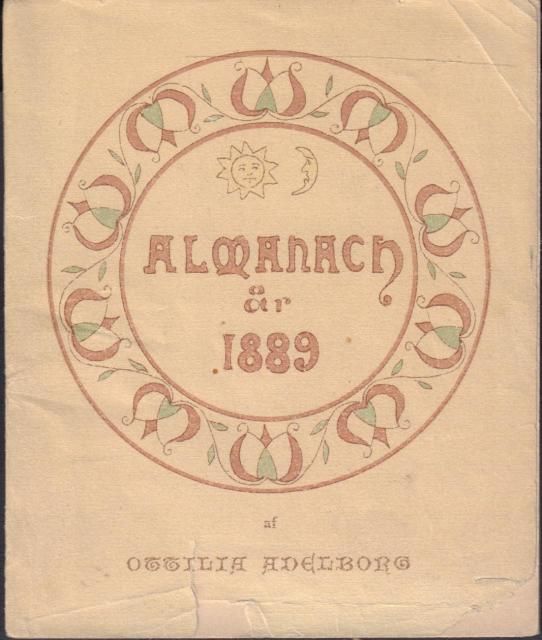 ALMANACH
år
1889
af
OTTILIA ADELBORG